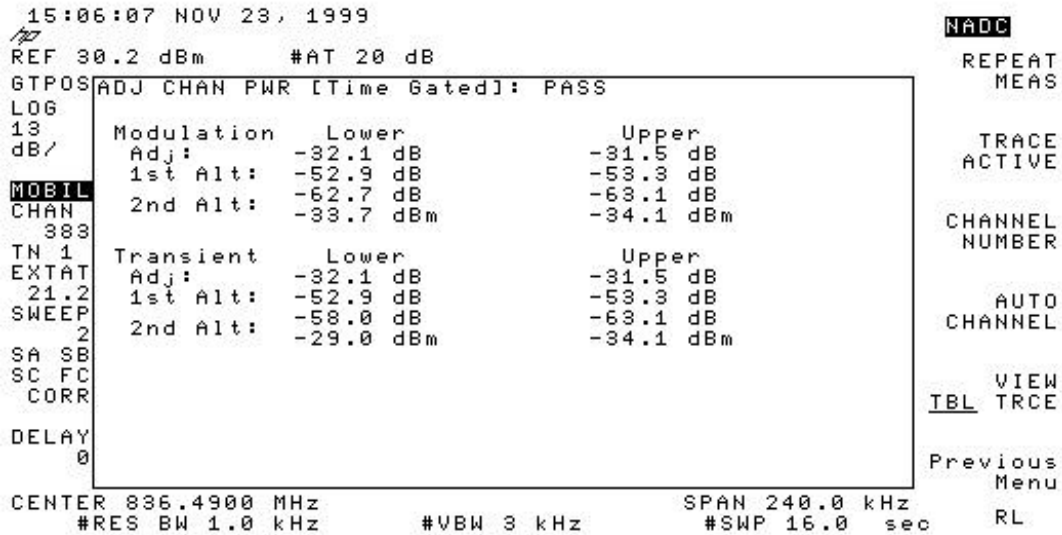 15:06:07 NOV 23, 1999
hp
REF 30.2 dBm #AT 20 dB
GTPOS
LOG
13
dB/
MOBIL
CHAN
383
TN 1
EXTAT
21.2
SWEEP
2
SA SB
SC FC
CORR
DELAY
0
ADJ CHAN PWR [Time Gated]: PASS
Modulation Lower Upper
Adj: -32.1 dB -31.5 dB
1st Alt: -52.9 dB -53.3 dB
2nd Alt: -62.7 dB -63.1 dB
-33.7 dBm -34.1 dBm
Transient Lower Upper
Adj: -32.1 dB -31.5 dB
1st Alt: -52.9 dB -53.3 dB
2nd Alt: -58.0 dB -63.1 dB
-29.0 dBm -34.1 dBm
CENTER 836.4900 MHz SPAN 240.0 kHz
#RES BW 1.0 kHz #VBW 3 kHz #SWP 16.0 sec
NADC
REPEAT
MEAS
TRACE
ACTIVE
CHANNEL
NUMBER
AUTO
CHANNEL
VIEW
TBL TRCE
Previous
Menu
RL